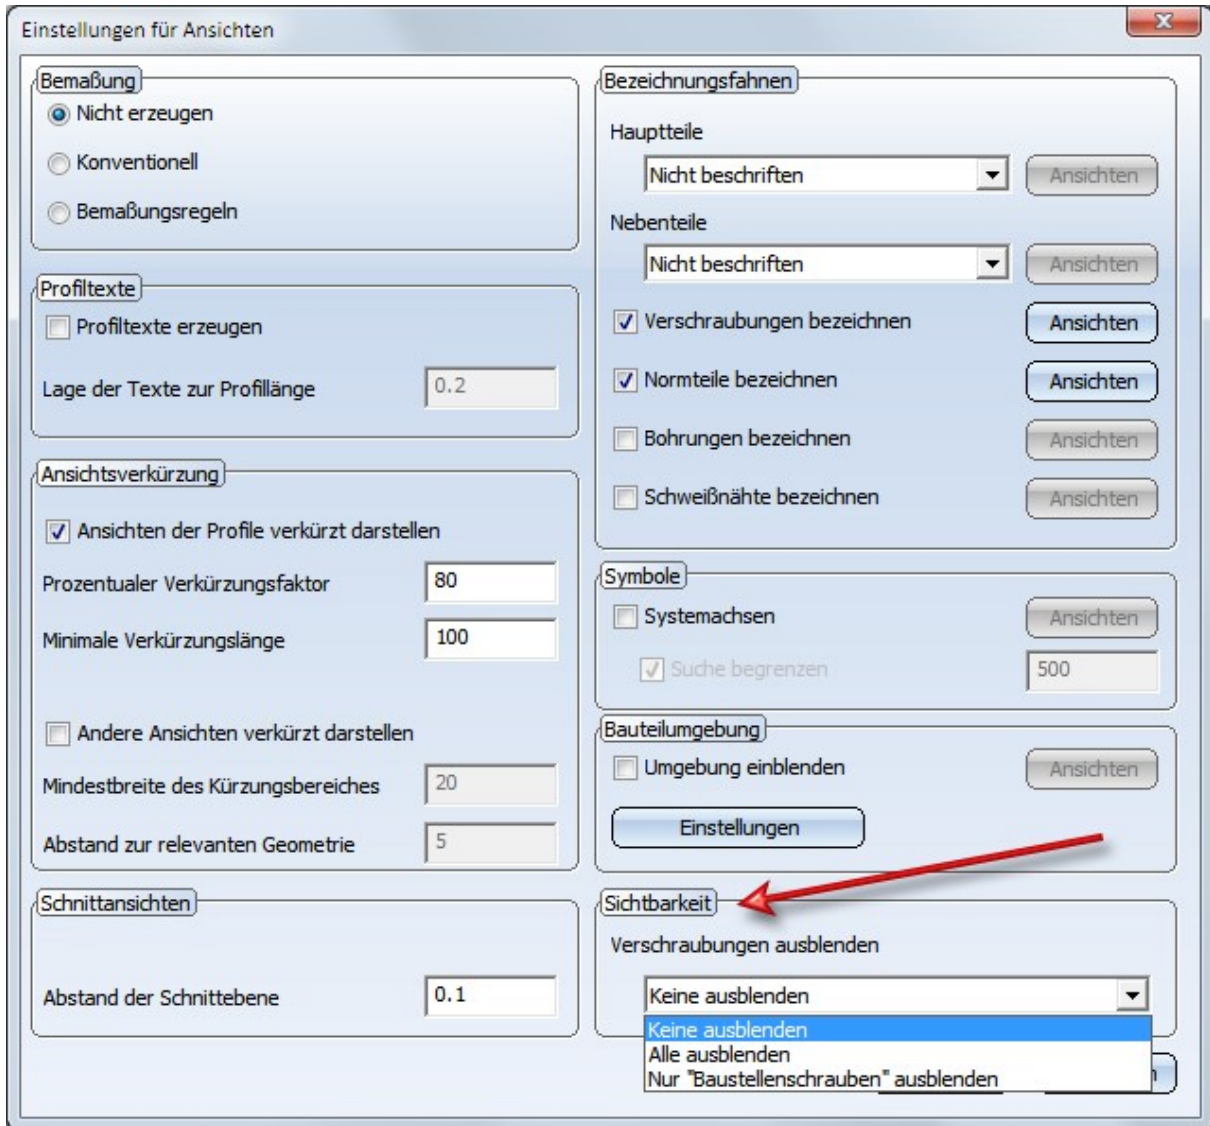 Einstellungen für Ansichten
Bemaßung
Nicht erzeugen
Konventionell
Bemaßungsregeln
Profiltexte
Profiltexte erzeugen
Lage der Texte zur Profillänge
0.2
Ansichtsverkürzung
Ansichten der Profile verkürzt darstellen
Prozentualer Verkürzungsfaktor
80
Minimale Verkürzungslänge
100
Andere Ansichten verkürzt darstellen
Mindestbreite des Kürzungsbereiches
20
Abstand zur relevanten Geometrie
5
Schnittansichten
Abstand der Schnittebene
0.1
Bezeichnungsfahnen
Hauptteile
Nicht beschriften
Ansichten
Nebenteile
Nicht beschriften
Ansichten
Verschraubungen bezeichnen
Ansichten
Normteile bezeichnen
Ansichten
Bohrungen bezeichnen
Ansichten
Schweißnähte bezeichnen
Ansichten
Symbole
Systemachsen
Ansichten
Suche begrenzen
500
Bauteilumgebung
Umgebung einblenden
Ansichten
Einstellungen
Sichtbarkeit
Verschraubungen ausblenden
Keine ausblenden
Keine ausblenden
Alle ausblenden
Nur "Baustellenschrauben" ausblenden